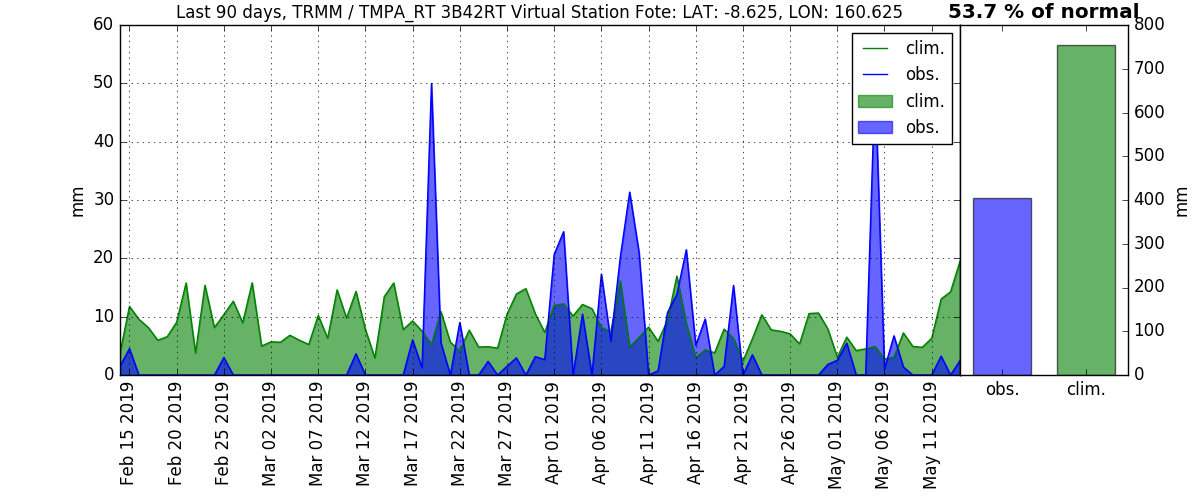 Last 90 days, TRMM / TMPA_RT 3B42RT Virtual Station Fote: LAT: -8.625, LON: 160.625
53.7 % of normal
mm
60
50
40
30
20
10
0
clim.
obs.
clim.
obs.
800
700
600
500
400
300
200
100
0
mm
Feb 15 2019
Feb 20 2019
Feb 25 2019
Mar 02 2019
Mar 07 2019
Mar 12 2019
Mar 17 2019
Mar 22 2019
Mar 27 2019
Apr 01 2019
Apr 06 2019
Apr 11 2019
Apr 16 2019
Apr 21 2019
Apr 26 2019
May 01 2019
May 06 2019
May 11 2019
obs.
clim.